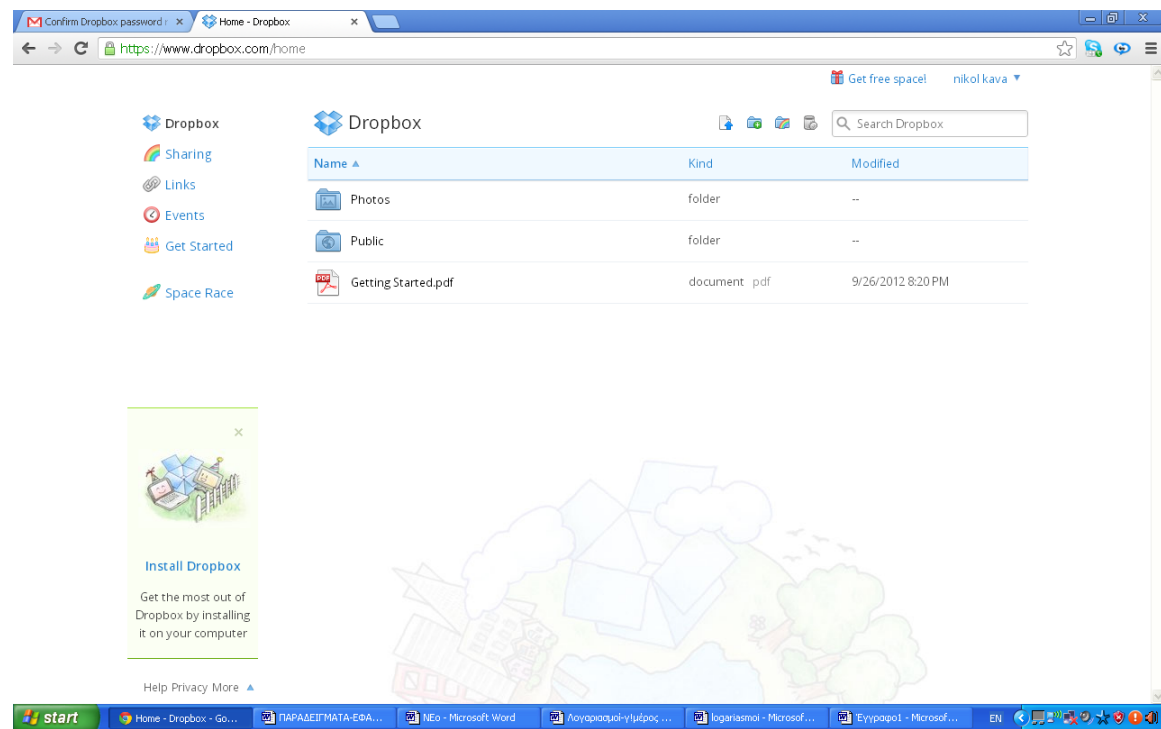 Confirm Dropbox password r
Home - Dropbox
https://www.dropbox.com/home
Get free space!
nikol kava
Dropbox
Sharing
Links
Events
Get Started
Space Race
Dropbox
Search Dropbox
Name Kind Modified
Photos folder --
Public folder --
PDF
Getting Started.pdf document pdf 9/26/2012 8:20 PM
Install Dropbox
Get the most out of
Dropbox by installing
it on your computer
Help Privacy More
start
Home - Dropbox - Go...
ΠΑΡΑΔΕΙΓΜΑΤΑ-ΕΦΑ...
NEo - Microsoft Word
Λογαριασμοί-γ!μέρος ...
logariasmoi - Microsof...
Έγγραφο1 - Microsof...
EN